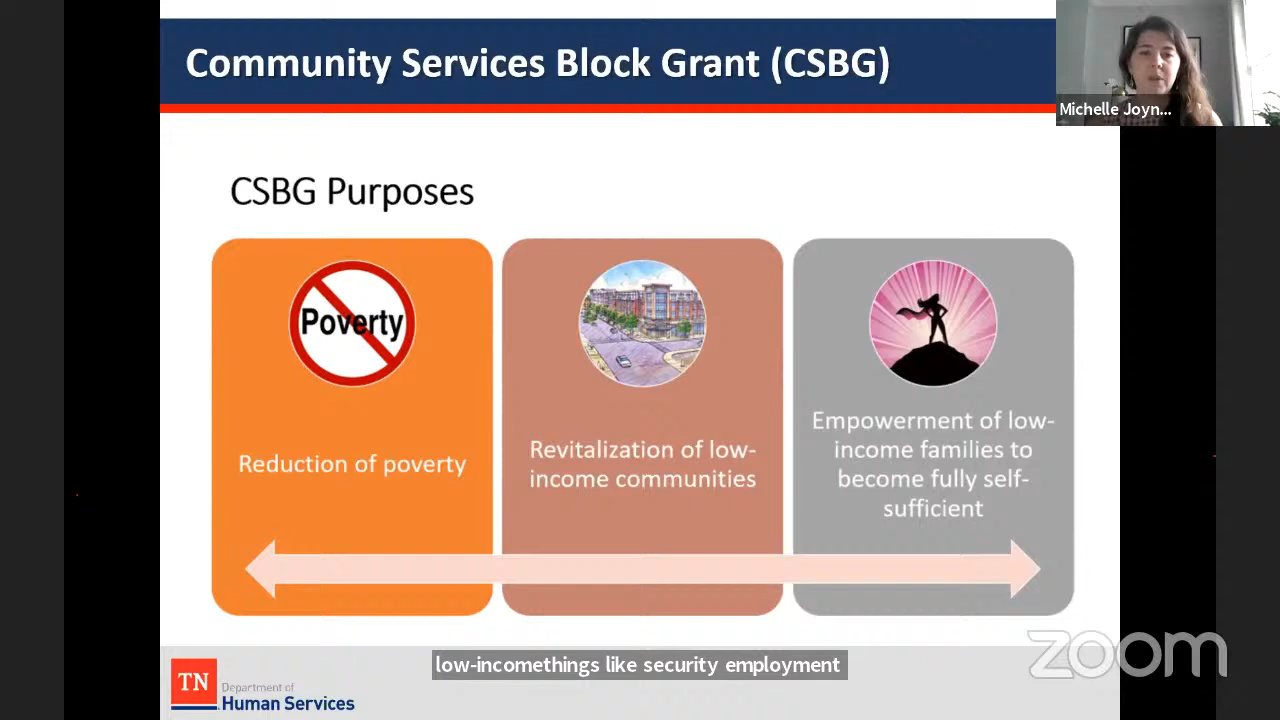 Community Services Block Grant (CSBG)
Michelle Joyn...
CSBG Purposes
Poverty
Reduction of poverty
Revitalization of low-
income communities
Empowerment of low-
income families to
become fully self-
sufficient
low-incomethings like security employment
zoom
TN
Department of
Human Services